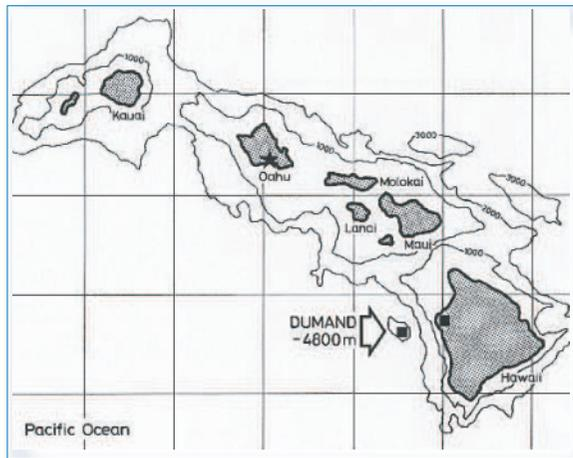 1000
Kauai
Oahu
1000
3000
Molokai
3000
Lanai
Maui
2000
1000
DUMAND
-4800m
Hawaii
Pacific Ocean